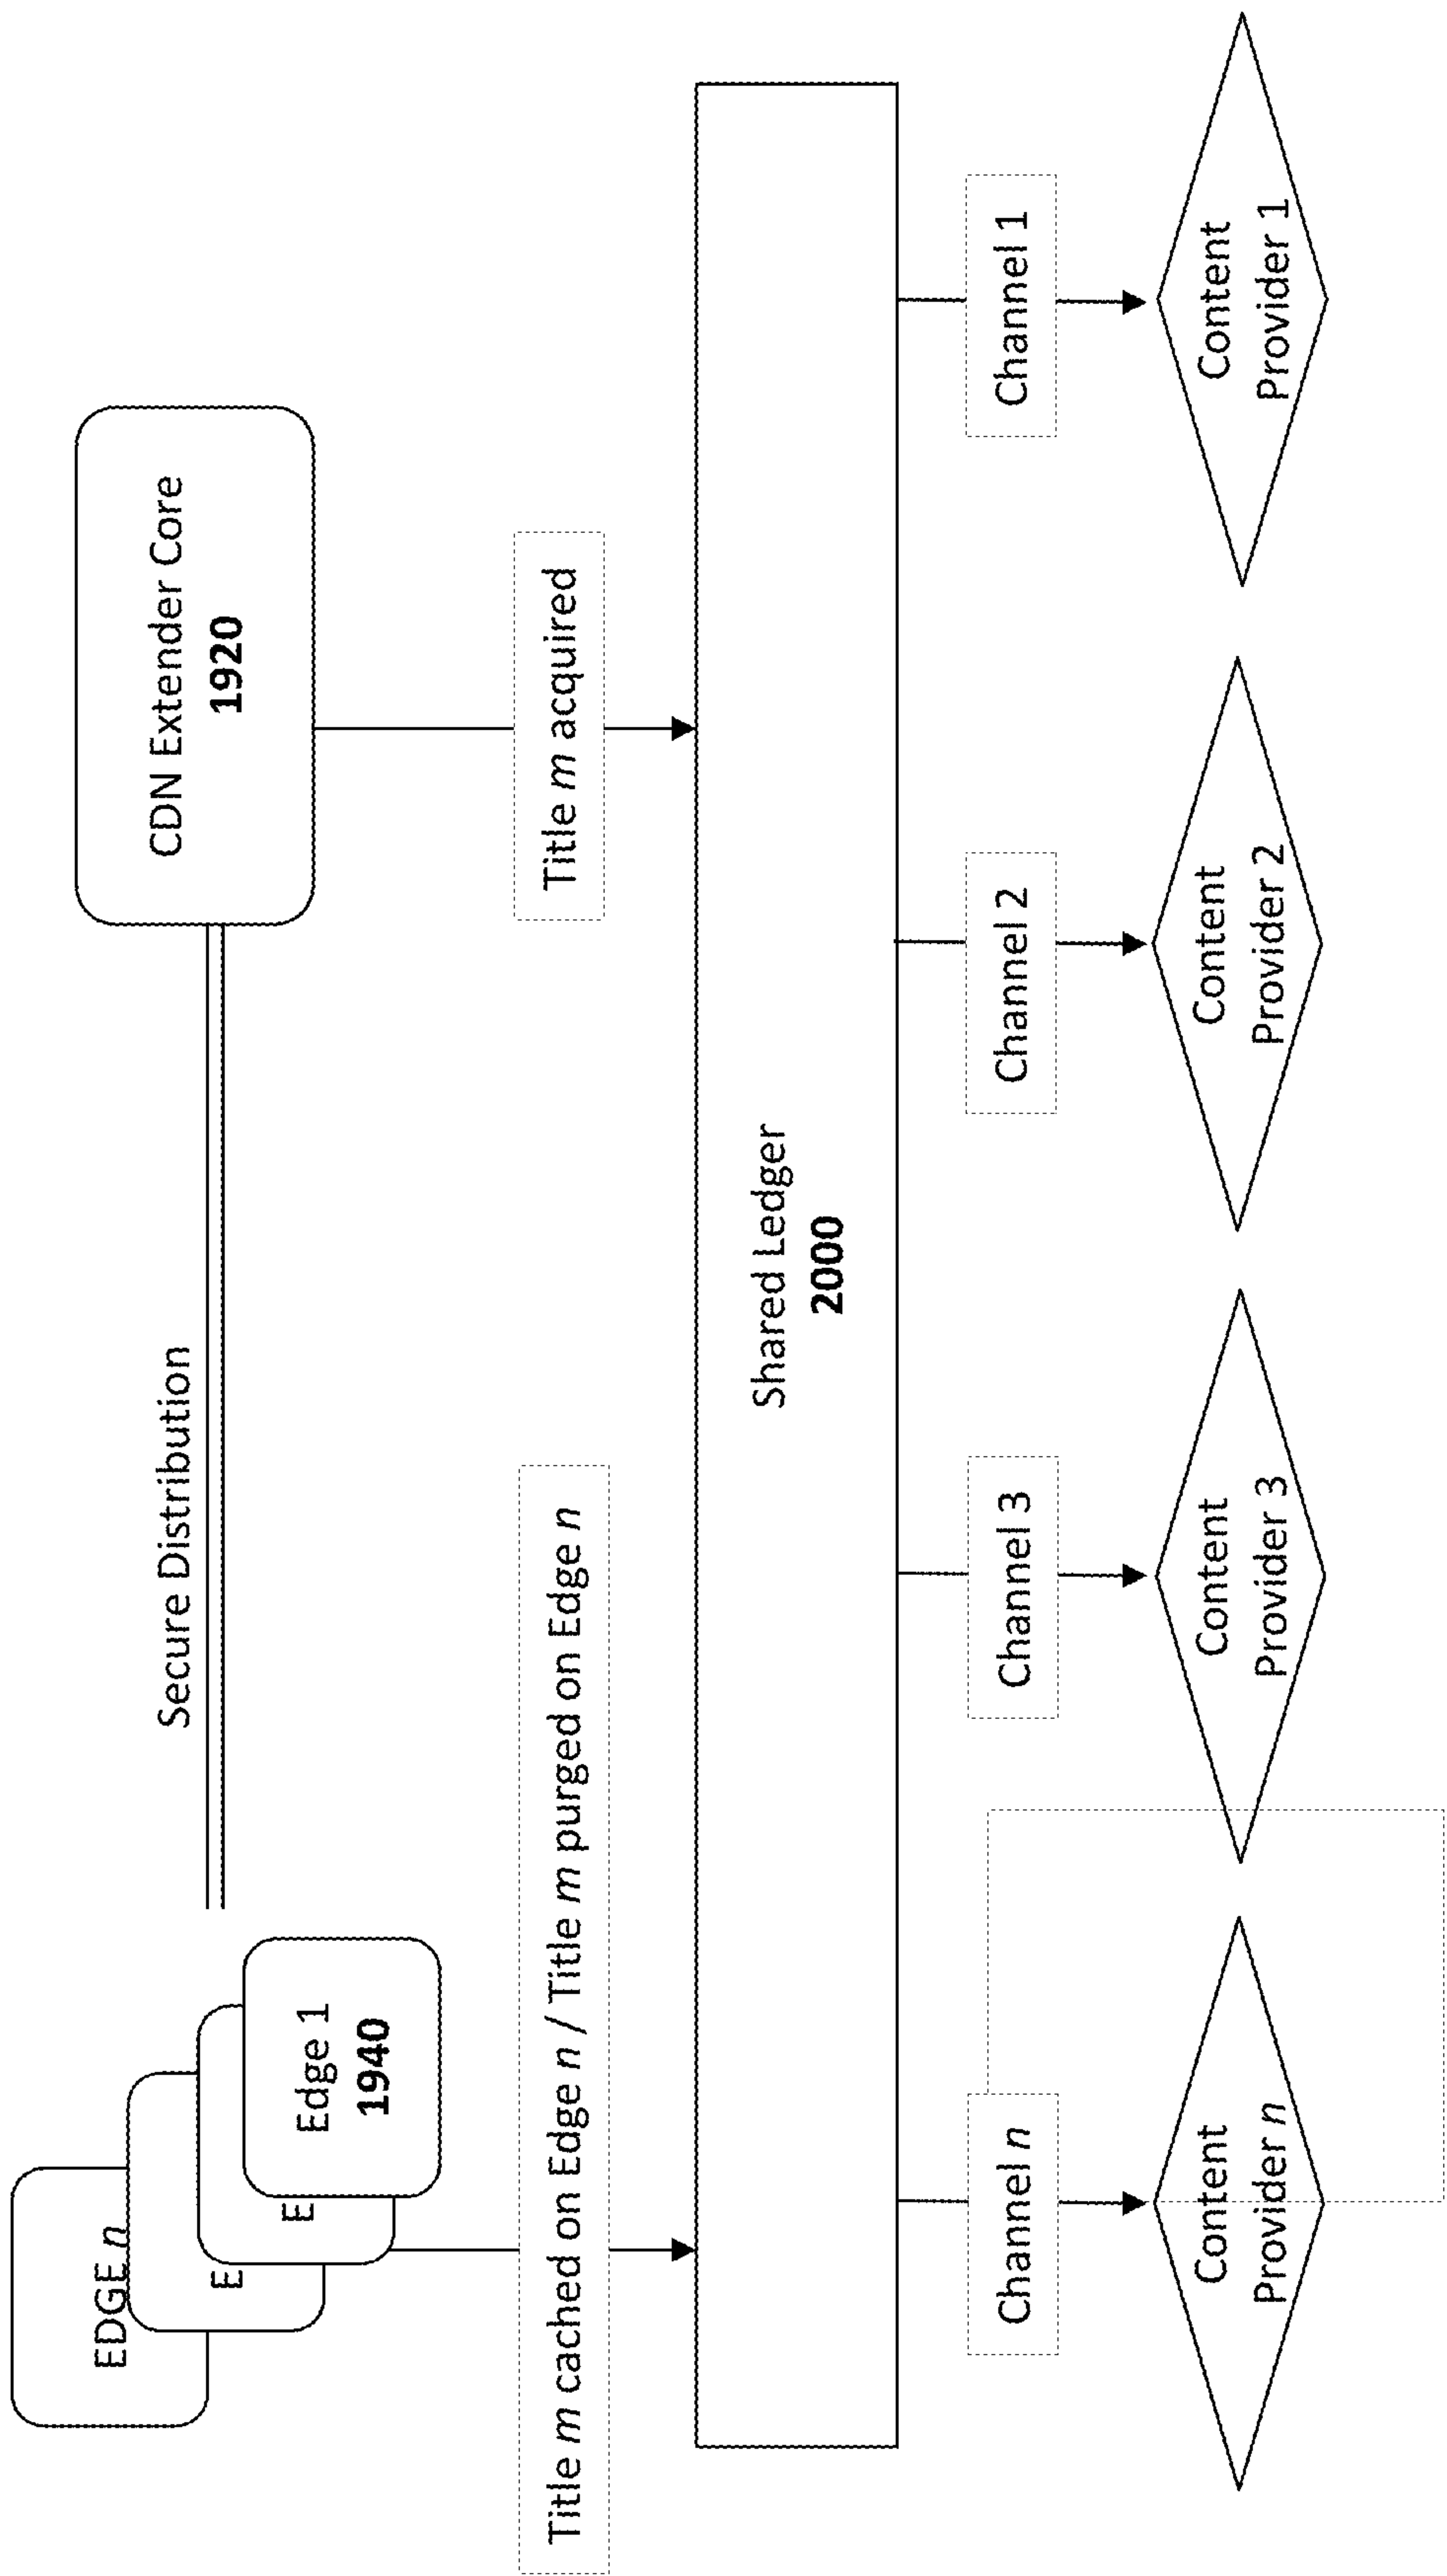 EDGE n
E
E
Edge 1
1940
Secure Distribution
CDN Extender Core
1920
Title m cached on Edge n / Title m purged on Edge n
Title m acquired
Shared Ledger
2000
Channel n
Channel 3
Channel 2
Channel 1
Content
Provider n
Content
Provider 3
Content
Provider 2
Content
Provider 1